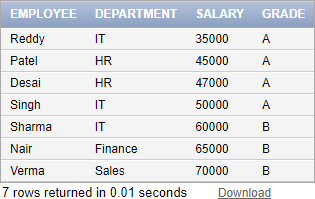 EMPLOYEE DEPARTMENT SALARY GRADE
Reddy IT 35000 A
Patel HR 45000 A
Desai HR 47000 A
Singh IT 50000 A
Sharma IT 60000 B
Nair Finance 65000 B
Verma Sales 70000 B
7 rows returned in 0.01 seconds Download